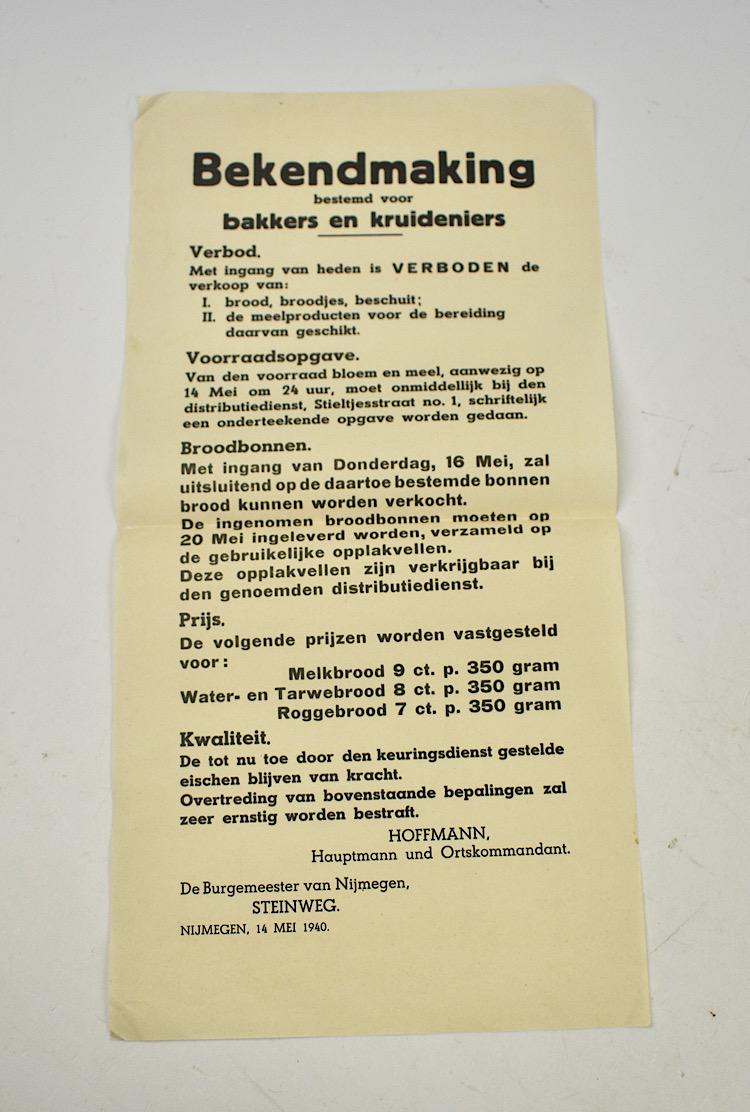 Bekendmaking
bestemd voor
bakkers en kruideniers
Verbod.
Met ingang van heden is VERBODEN de
verkoop van:
I. brood, broodjes, beschuit;
II. de meelproducten voor de bereiding
daarvan geschikt.
Voorraadsopgave.
Van den voorraad bloem en meel, aanwezig op
14 Mei om 24 uur, moet onmiddellijk bij den
distributiedienst, Stieltjesstraat no. 1, schriftelijk
een onderteekende opgave worden gedaan.
Broodbonnen.
Met ingang van Donderdag, 16 Mei, zal
uitsluitend op de daartoe bestemde bonnen
brood kunnen worden verkocht.
De ingenomen broodbonnen moeten op
20 Mei ingeleverd worden, verzameld op
de gebruikelijke opplakvellen.
Deze opplakvellen zijn verkrijgbaar bij
den genoemden distributiedienst.
Prijs.
De volgende prijzen worden vastgesteld
voor:
Melkbrood 9 ct. p. 350 gram
Water- en Tarwebrood 8 ct. p. 350 gram
Roggebrood 7 ct. p. 350 gram
Kwaliteit.
De tot nu toe door den keuringsdienst gestelde
eischen blijven van kracht.
Overtreding van bovenstaande bepalingen zal
zeer ernstig worden bestraft.
HOFFMANN,
Hauptmann und Ortskommandant.
De Burgemeester van Nijmegen,
STEINWEG.
NIJMEGEN, 14 MEI 1940.